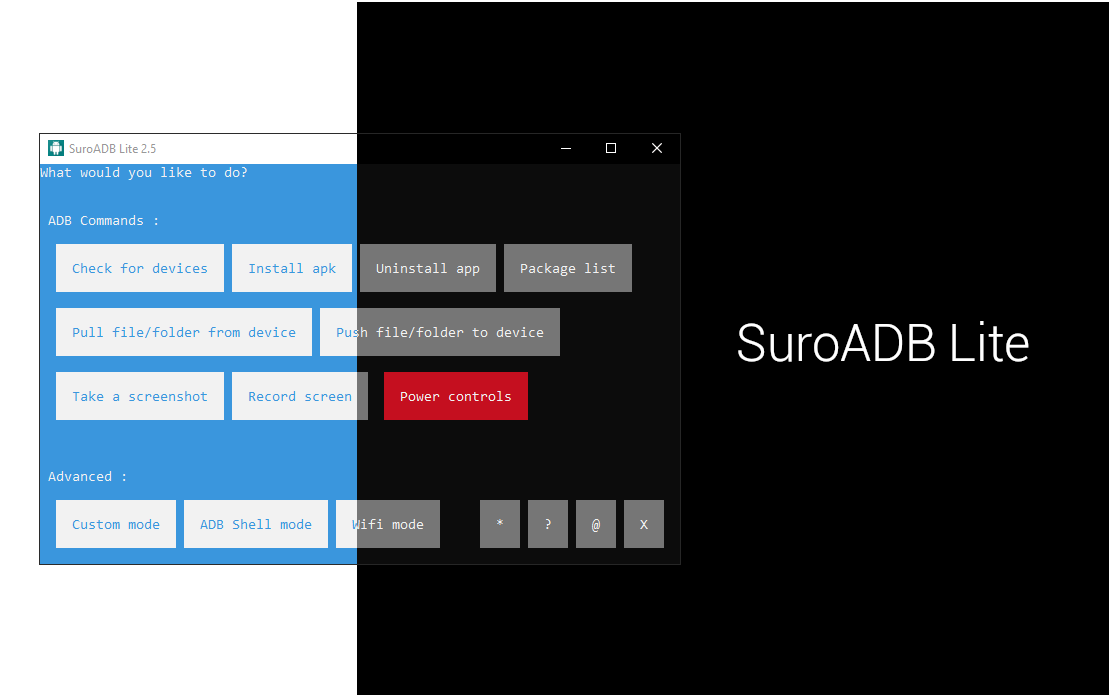 SuroADB Lite 2.5
What would you like to do?
ADB Commands :
Check for devices Install apk Uninstall app Package list
Pull file/folder from device Push file/folder to device
Take a screenshot Record screen Power controls
Advanced :
Custom mode ADB Shell mode Wifi mode * ? @ X
SuroADB Lite